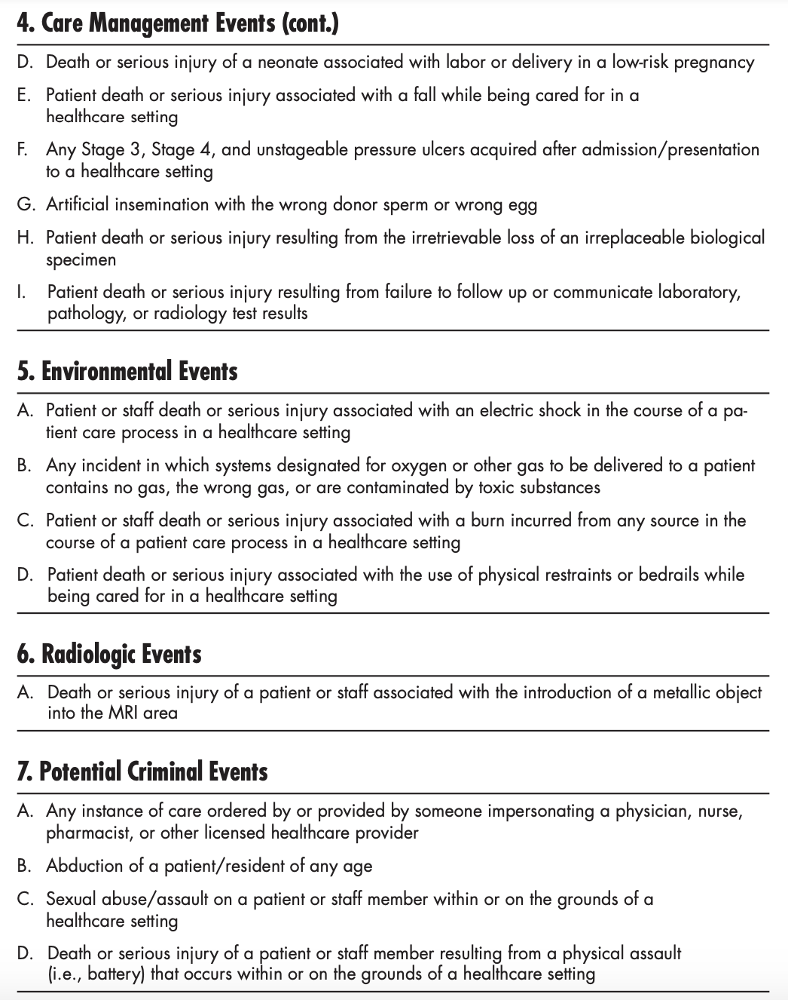 4. Care Management Events (cont.)
D. Death or serious injury of a neonate associated with labor or delivery in a low-risk pregnancy
E. Patient death or serious injury associated with a fall while being cared for in a
healthcare setting
F. Any Stage 3, Stage 4, and unstageable pressure ulcers acquired after admission/presentation
to a healthcare setting
G. Artificial insemination with the wrong donor sperm or wrong egg
H. Patient death or serious injury resulting from the irretrievable loss of an irreplaceable biological
specimen
I. Patient death or serious injury resulting from failure to follow up or communicate laboratory,
pathology, or radiology test results
5. Environmental Events
A. Patient or staff death or serious injury associated with an electric shock in the course of a pa-
tient care process in a healthcare setting
B. Any incident in which systems designated for oxygen or other gas to be delivered to a patient
contains no gas, the wrong gas, or are contaminated by toxic substances
C. Patient or staff death or serious injury associated with a burn incurred from any source in the
course of a patient care process in a healthcare setting
D. Patient death or serious injury associated with the use of physical restraints or bedrails while
being cared for in a healthcare setting
6. Radiologic Events
A. Death or serious injury of a patient or staff associated with the introduction of a metallic object
into the MRI area
7. Potential Criminal Events
A. Any instance of care ordered by or provided by someone impersonating a physician, nurse,
pharmacist, or other licensed healthcare provider
B. Abduction of a patient/resident of any age
C. Sexual abuse/assault on a patient or staff member within or on the grounds of a
healthcare setting
D. Death or serious injury of a patient or staff member resulting from a physical assault
(i.e., battery) that occurs within or on the grounds of a healthcare setting